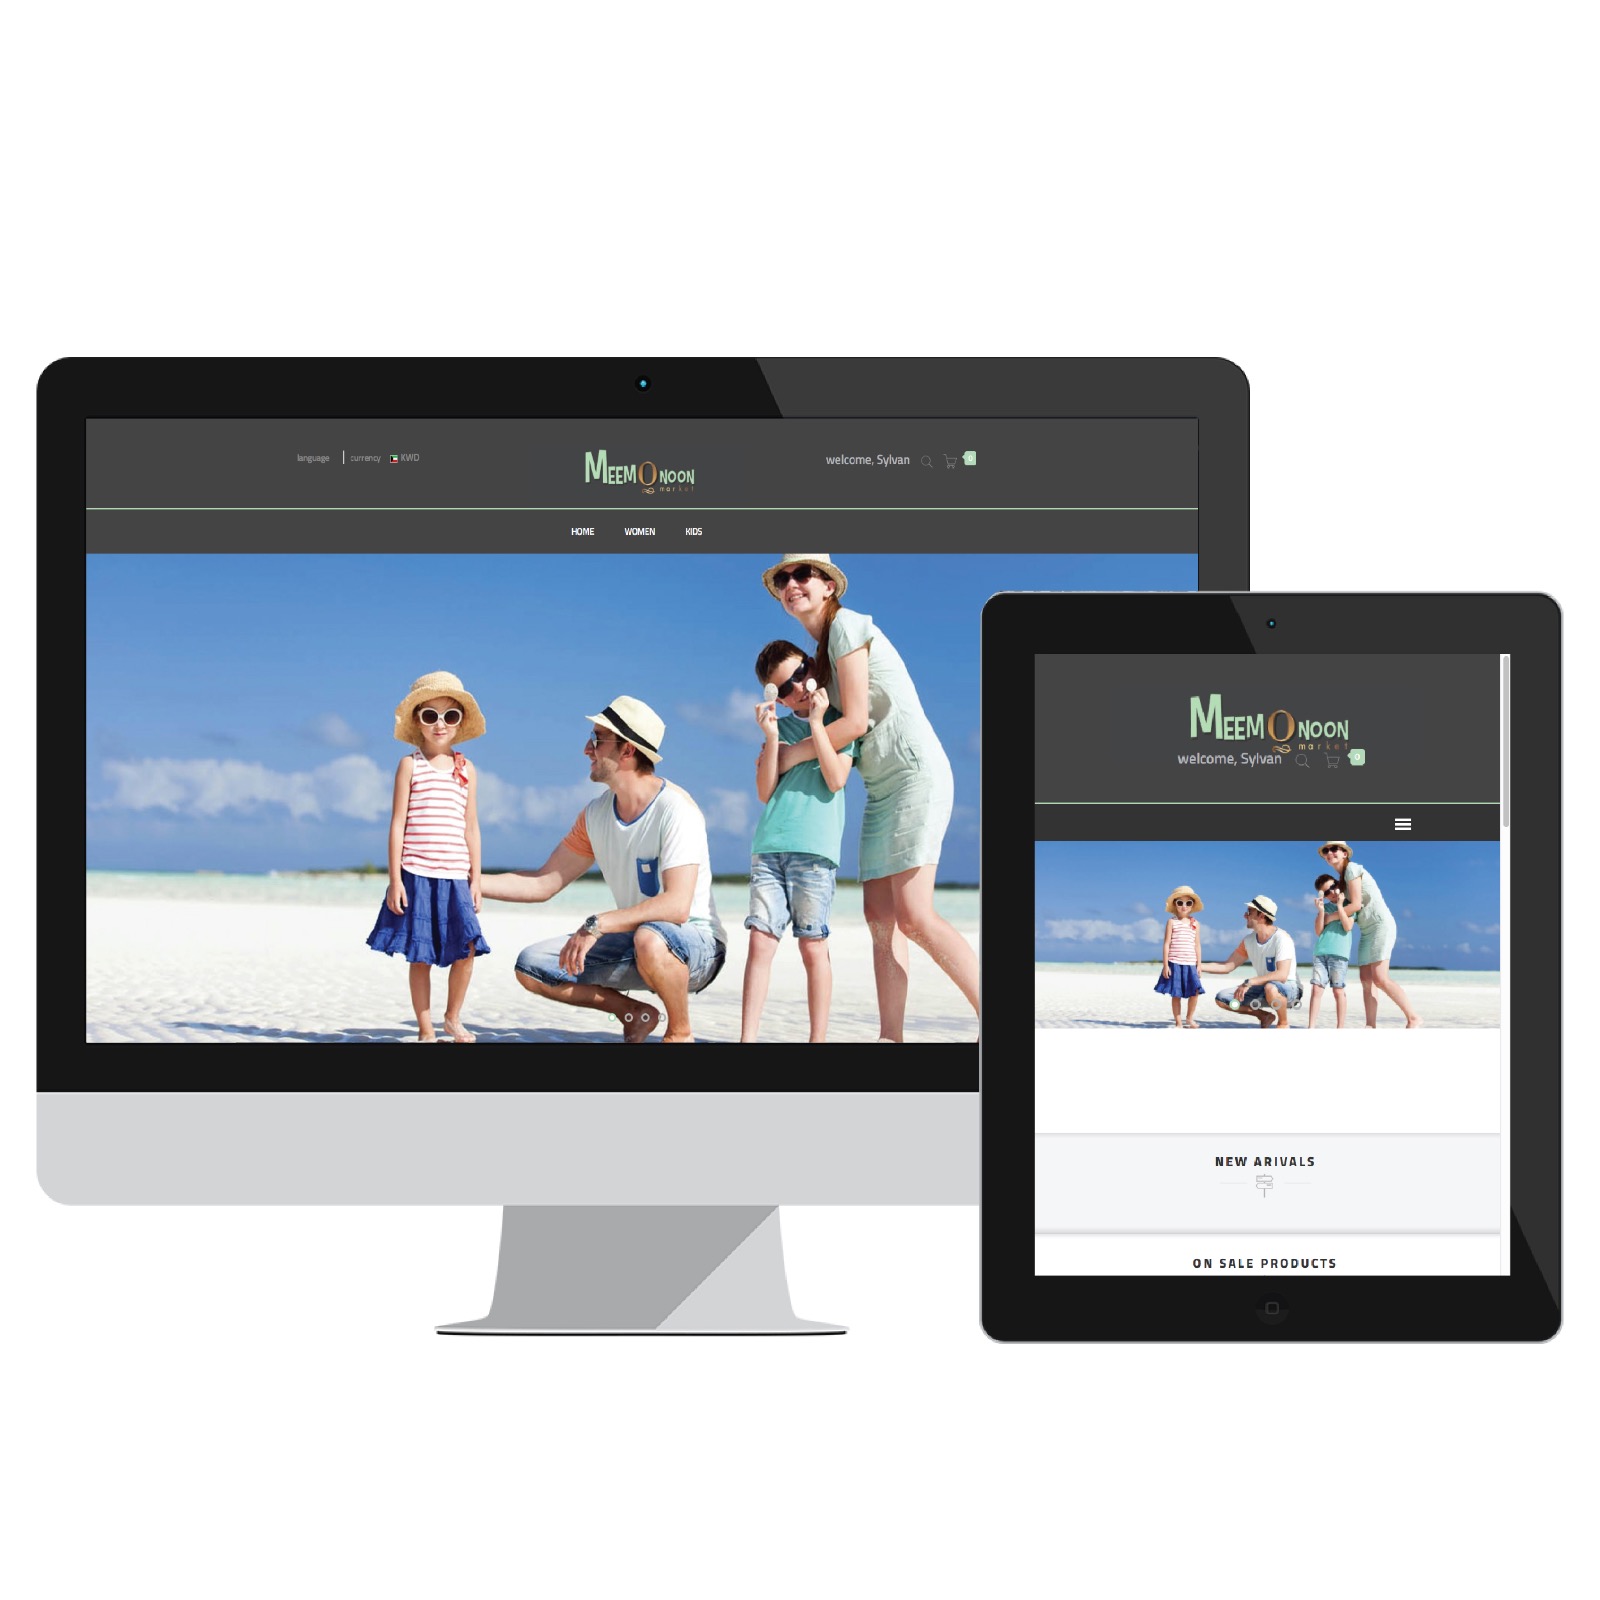 language | currency KWD
MEEM O NOON
market
welcome, Sylvan
0
HOME WOMEN KIDS
MEEM O NOON
market
welcome, Sylvan
0
NEW ARIVALS
ON SALE PRODUCTS